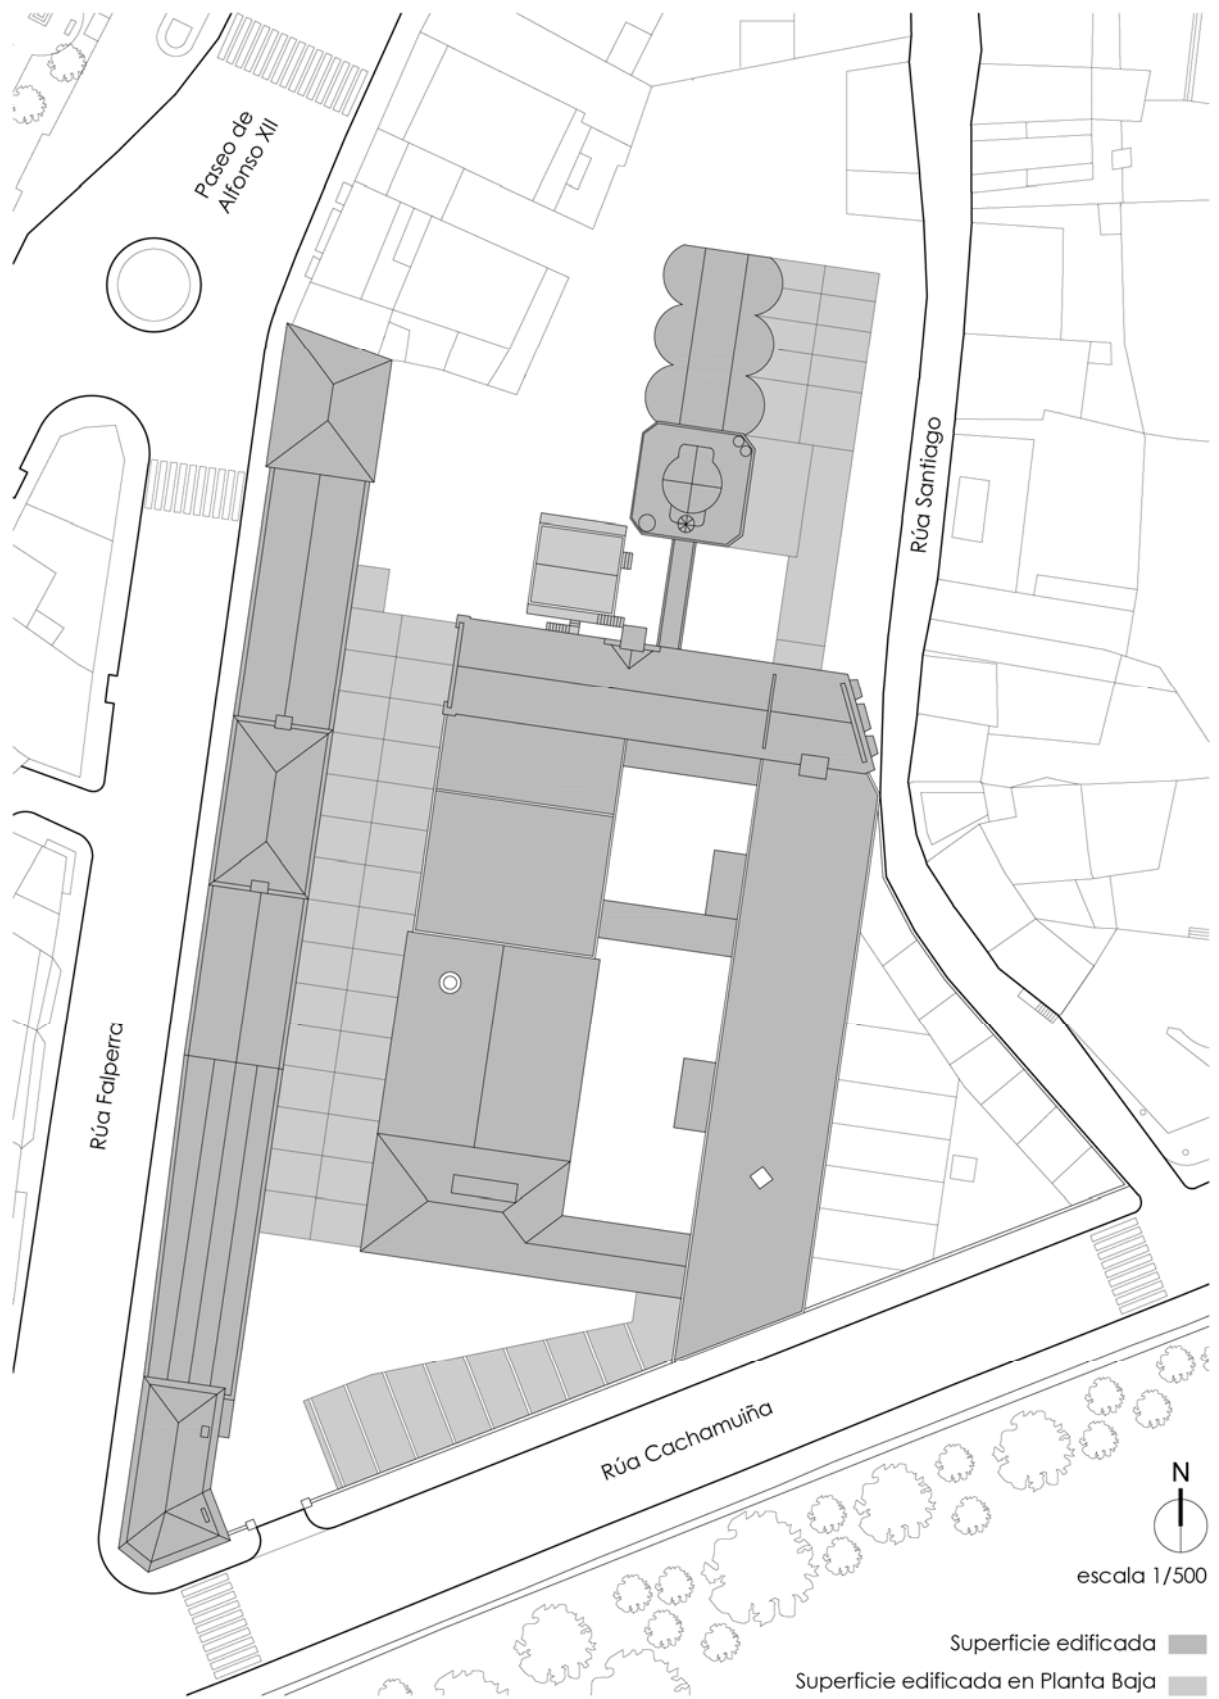 Paseo de
Alfonso XII
Rúa Santiago
Rúa Falperra
Rúa Cachamuiña
N
escala 1/500
Superficie edificada
Superficie edificada en Planta Baja